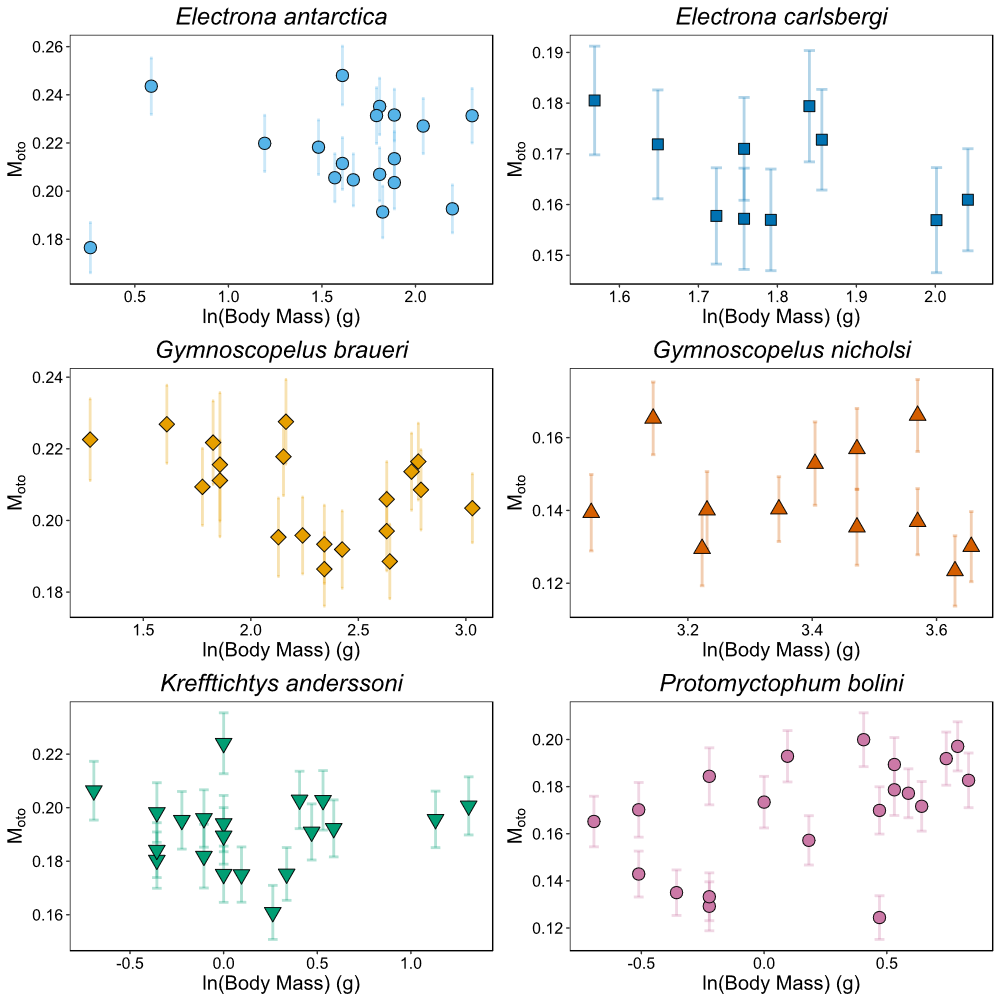 Electrona antarctica
M_oto
0.26
0.24
0.22
0.20
0.18
0.5 1.0 1.5 2.0
ln(Body Mass) (g)
Electrona carlsbergi
M_oto
0.19
0.18
0.17
0.16
0.15
1.6 1.7 1.8 1.9 2.0
ln(Body Mass) (g)
Gymnoscopelus braueri
M_oto
0.24
0.22
0.20
0.18
1.5 2.0 2.5 3.0
ln(Body Mass) (g)
Gymnoscopelus nicholsi
M_oto
0.16
0.14
0.12
3.2 3.4 3.6
ln(Body Mass) (g)
Krefftichtys anderssoni
M_oto
0.22
0.20
0.18
0.16
-0.5 0.0 0.5 1.0
ln(Body Mass) (g)
Protomyctophum bolini
M_oto
0.20
0.18
0.16
0.14
0.12
-0.5 0.0 0.5
ln(Body Mass) (g)